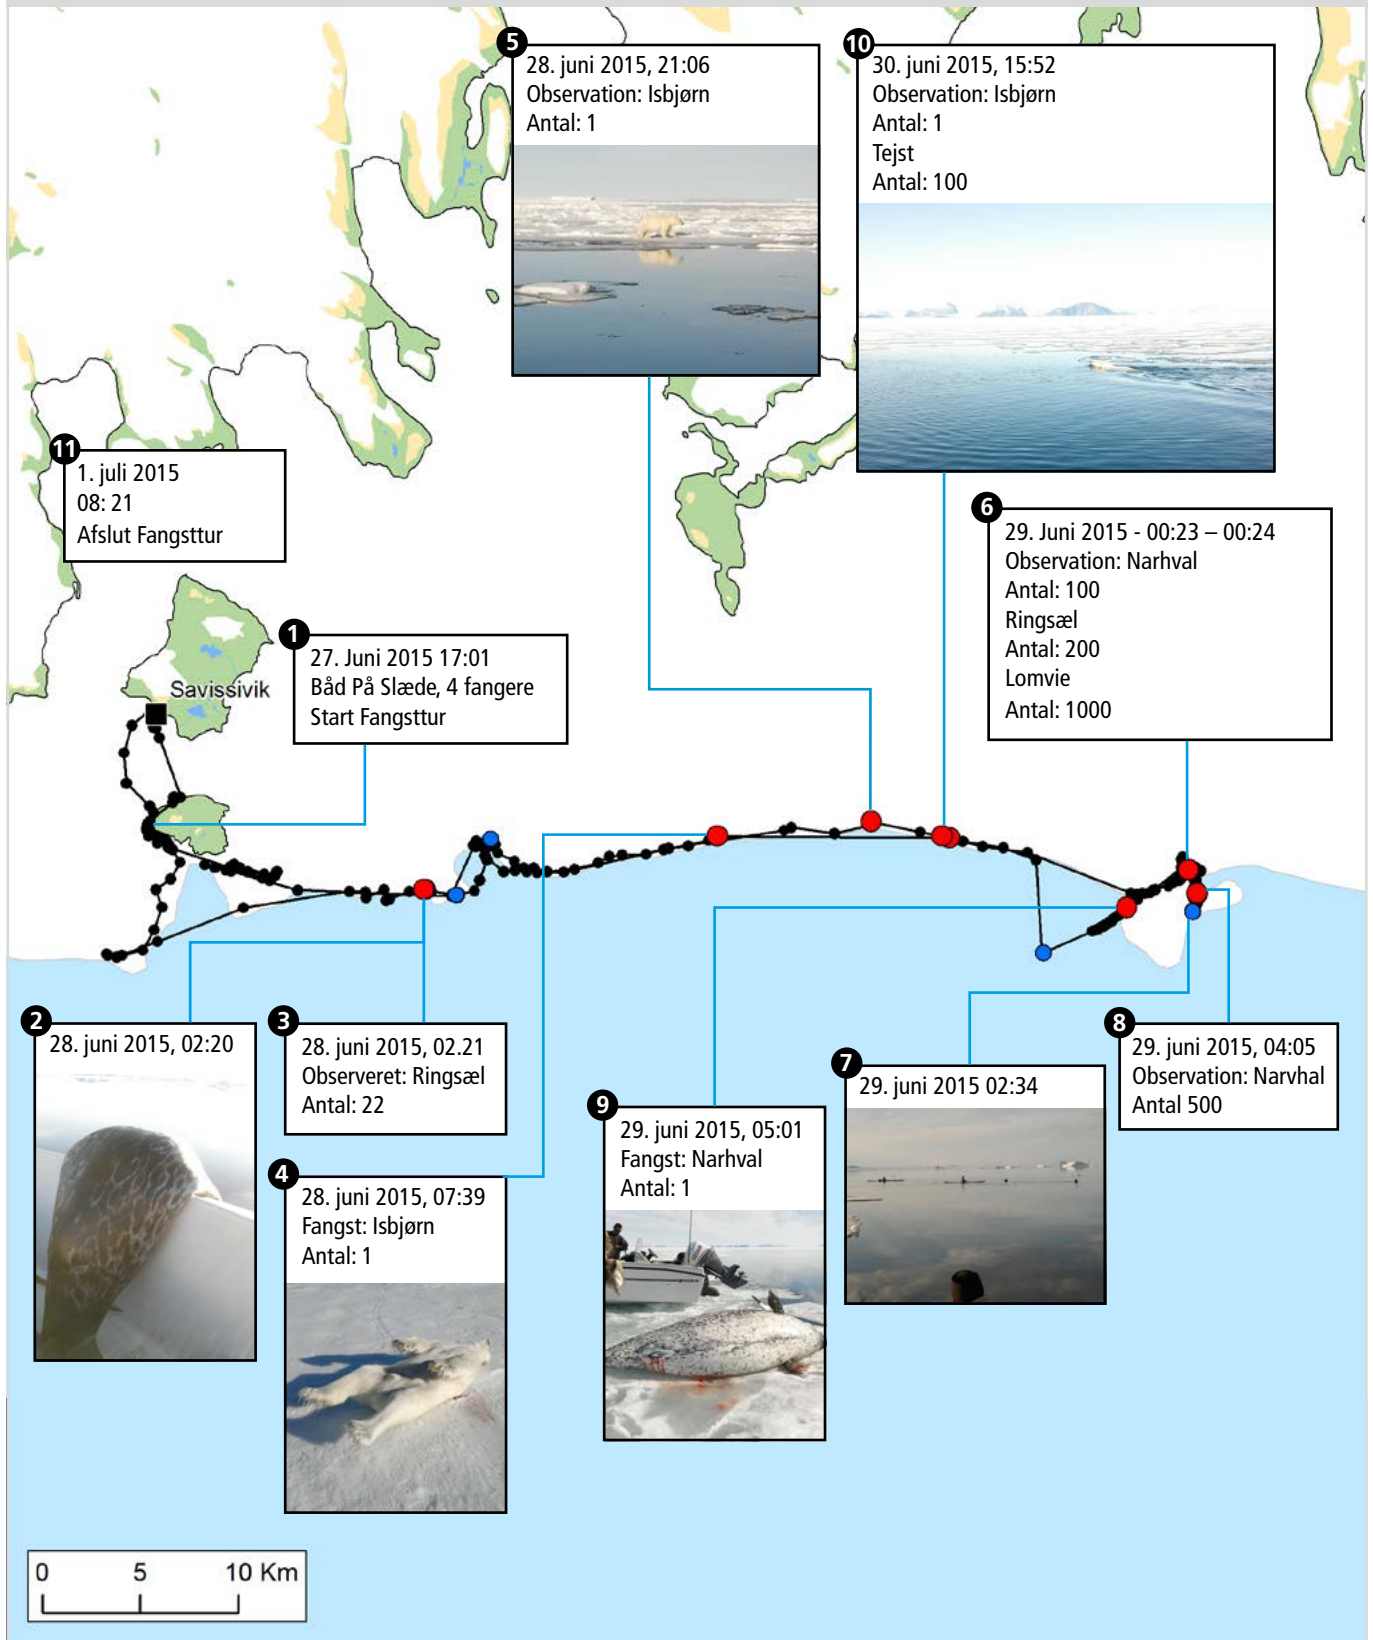 5
28. juni 2015, 21:06
Observation: Isbjørn
Antal: 1
10
30. juni 2015, 15:52
Observation: Isbjørn
Antal: 1
Tejst
Antal: 100
11
1. juli 2015
08: 21
Afslut Fangsttur
6
29. Juni 2015 - 00:23 – 00:24
Observation: Narhval
Antal: 100
Ringsæl
Antal: 200
Lomvie
Antal: 1000
Savissivik
1
27. Juni 2015 17:01
Båd På Slæde, 4 fangere
Start Fangsttur
2
28. juni 2015, 02:20
3
28. juni 2015, 02.21
Observeret: Ringsæl
Antal: 22
8
29. juni 2015, 04:05
Observation: Narvhal
Antal 500
7
29. juni 2015 02:34
9
29. juni 2015, 05:01
Fangst: Narhval
Antal: 1
4
28. juni 2015, 07:39
Fangst: Isbjørn
Antal: 1
0 5 10 Km